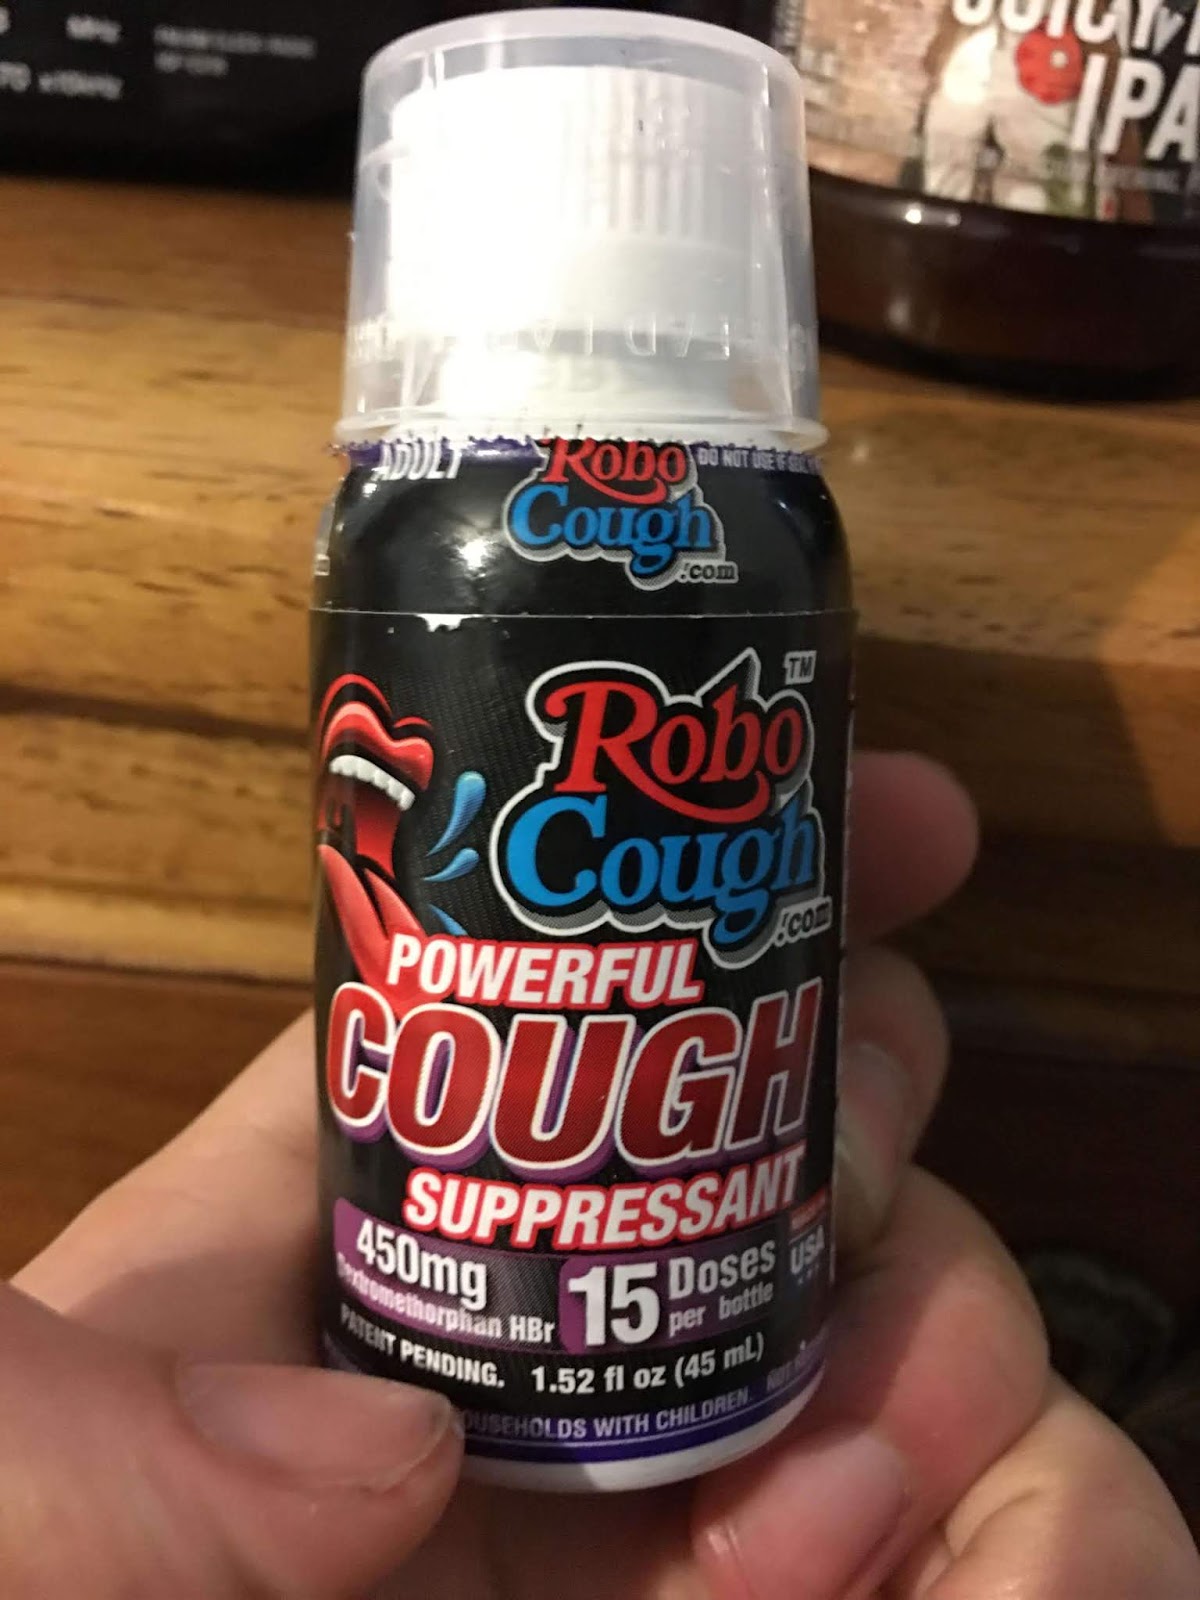 MHz
IPA
ADULT
Robo
Cough
.com
DO NOT USE IF
Robo
TM
Cough
.com
POWERFUL
COUGH
SUPPRESSANT
450mg
Dextromethorphan HBr
15 Doses
per bottle
USA
PATENT PENDING. 1.52 fl oz (45 mL)
HOUSEHOLDS WITH CHILDREN.